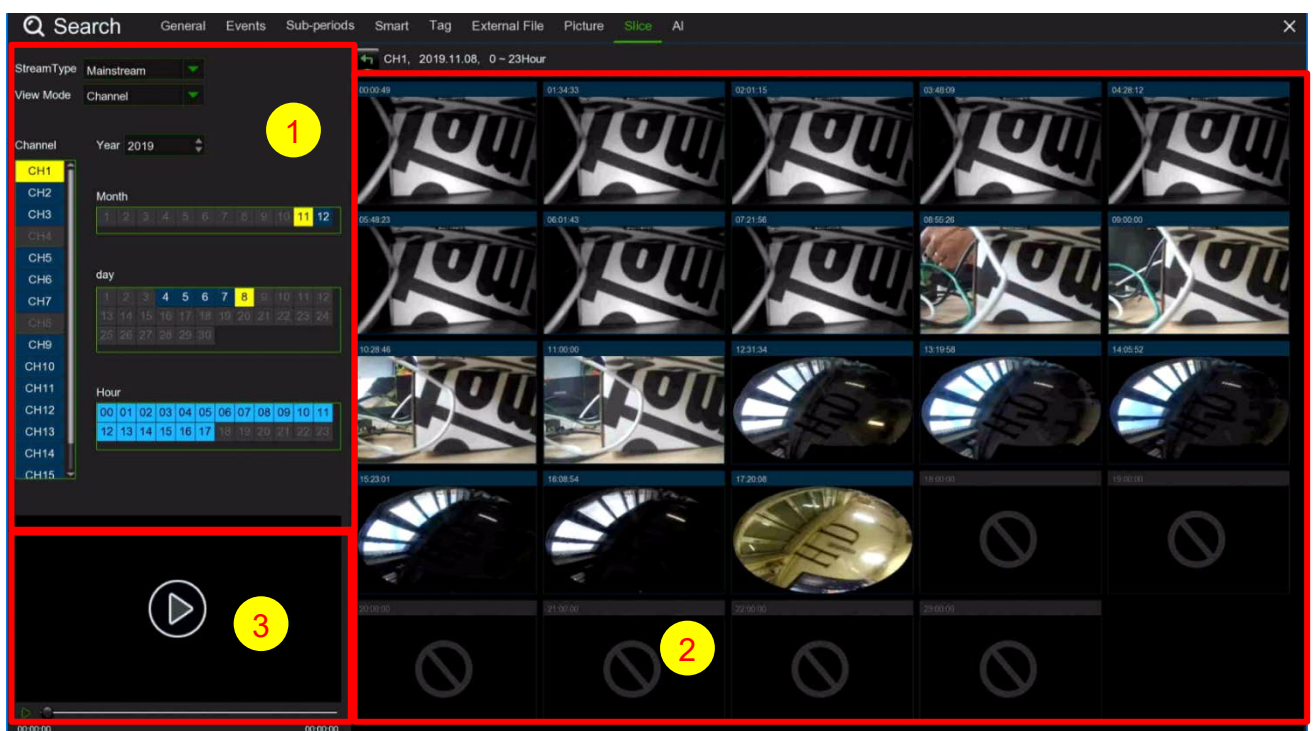 Search General Events Sub-periods Smart Tag External File Picture Slice AI
CH1, 2019.11.08, 0 ~ 23Hour
StreamType Mainstream
View Mode Channel
1
Channel Year 2019
CH1
CH2
CH3
CH4
CH5
CH6
CH7
CH8
CH9
CH10
CH11
CH12
CH13
CH14
CH15
Month
1 2 3 4 5 6 7 8 9 10 11 12
day
1 2 3 4 5 6 7 8 9 10 11 12
13 14 15 16 17 18 19 20 21 22 23 24
25 26 27 28 29 30
Hour
00 01 02 03 04 05 06 07 08 09 10 11
12 13 14 15 16 17 18 19 20 21 22 23
3
00:00:00 00:00:00
00:00:49 01:34:33 02:01:15 03:48:09 04:28:12
05:48:23 06:01:43 07:21:56 08:55:26 09:00:00
10:28:46 11:00:00 12:31:34 13:19:58 14:05:52
15:23:01 16:08:54 17:20:08 18:00:00 19:00:00
20:00:00 21:00:00 22:00:00 23:00:00
2